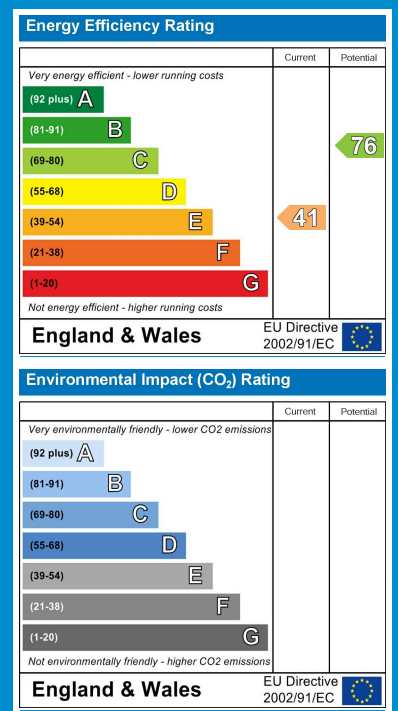 Energy Efficiency Rating
Current Potential
Very energy efficient - lower running costs
(92 plus) A
(81-91) B
(69-80) C
(55-68) D
(39-54) E
(21-38) F
(1-20) G
76
41
Not energy efficient - higher running costs
England & Wales
EU Directive
2002/91/EC
Environmental Impact (CO₂) Rating
Current Potential
Very environmentally friendly - lower CO2 emissions
(92 plus) A
(81-91) B
(69-80) C
(55-68) D
(39-54) E
(21-38) F
(1-20) G
Not environmentally friendly - higher CO2 emissions
England & Wales
EU Directive
2002/91/EC